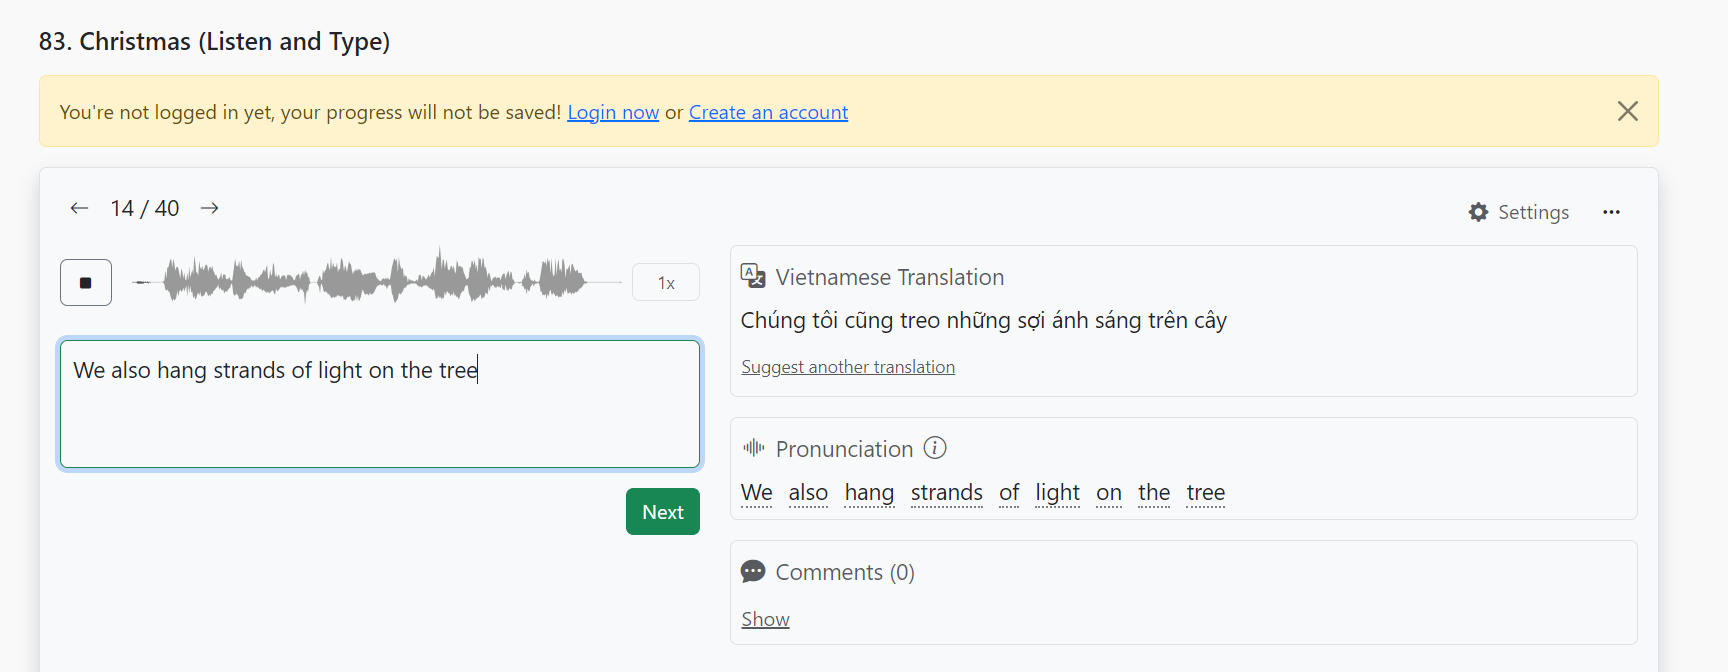 83. Christmas (Listen and Type)
You're not logged in yet, your progress will not be saved! Login now or Create an account
14 / 40
Settings
1x
We also hang strands of light on the tree
Next
Vietnamese Translation
Chúng tôi cũng treo những sợi ánh sáng trên cây
Suggest another translation
Pronunciation
We also hang strands of light on the tree
Comments (0)
Show